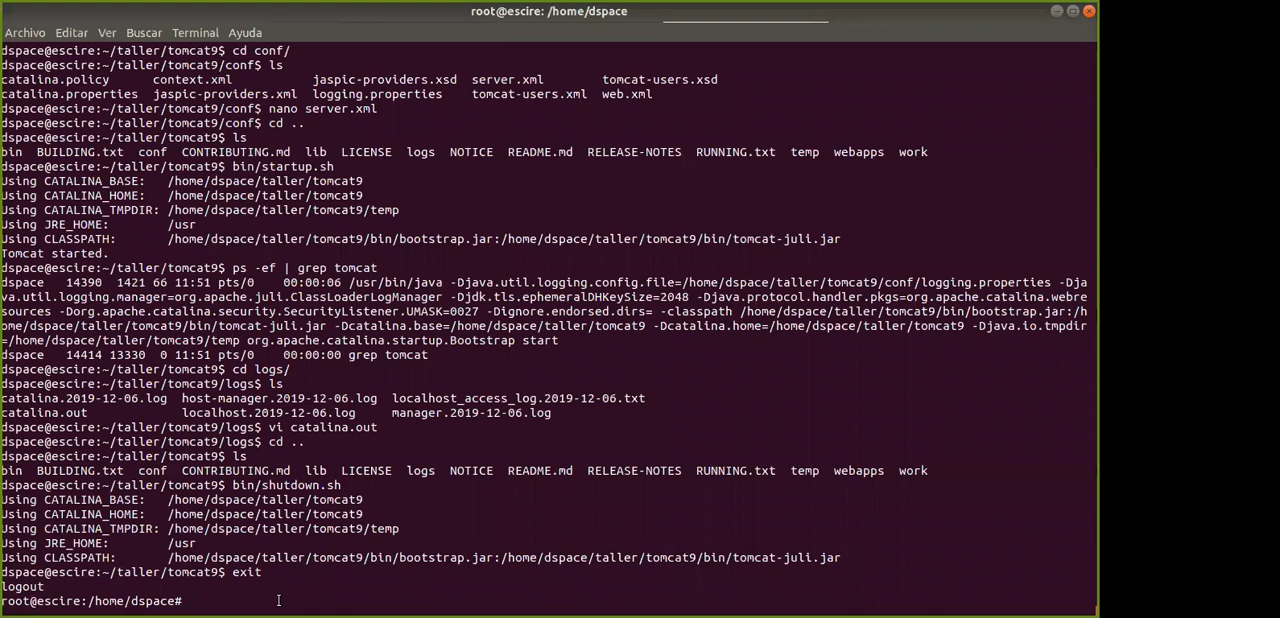 root@escire: /home/dspace
Archivo Editar Ver Buscar Terminal Ayuda
dspace@escire:~/taller/tomcat9$ cd conf/
dspace@escire:~/taller/tomcat9/conf$ ls
catalina.policy context.xml jaspic-providers.xsd server.xml tomcat-users.xsd
catalina.properties jaspic-providers.xml logging.properties tomcat-users.xml web.xml
dspace@escire:~/taller/tomcat9/conf$ nano server.xml
dspace@escire:~/taller/tomcat9/conf$ cd ..
dspace@escire:~/taller/tomcat9$ ls
bin BUILDING.txt conf CONTRIBUTING.md lib LICENSE logs NOTICE README.md RELEASE-NOTES RUNNING.txt temp webapps work
dspace@escire:~/taller/tomcat9$ bin/startup.sh
Using CATALINA_BASE: /home/dspace/taller/tomcat9
Using CATALINA_HOME: /home/dspace/taller/tomcat9
Using CATALINA_TMPDIR: /home/dspace/taller/tomcat9/temp
Using JRE_HOME: /usr
Using CLASSPATH: /home/dspace/taller/tomcat9/bin/bootstrap.jar:/home/dspace/taller/tomcat9/bin/tomcat-juli.jar
Tomcat started.
dspace@escire:~/taller/tomcat9$ ps -ef | grep tomcat
dspace 14390 1421 66 11:51 pts/0 00:00:06 /usr/bin/java -Djava.util.logging.config.file=/home/dspace/taller/tomcat9/conf/logging.properties -Dja
va.util.logging.manager=org.apache.juli.ClassLoaderLogManager -Djdk.tls.ephemeralDHKeySize=2048 -Djava.protocol.handler.pkgs=org.apache.catalina.webre
sources -Dorg.apache.catalina.security.SecurityListener.UMASK=0027 -Dignore.endorsed.dirs= -classpath /home/dspace/taller/tomcat9/bin/bootstrap.jar:/h
ome/dspace/taller/tomcat9/bin/tomcat-juli.jar -Dcatalina.base=/home/dspace/taller/tomcat9 -Dcatalina.home=/home/dspace/taller/tomcat9 -Djava.io.tmpdir
=/home/dspace/taller/tomcat9/temp org.apache.catalina.startup.Bootstrap start
dspace 14414 13330 0 11:51 pts/0 00:00:00 grep tomcat
dspace@escire:~/taller/tomcat9$ cd logs/
dspace@escire:~/taller/tomcat9/logs$ ls
catalina.2019-12-06.log host-manager.2019-12-06.log localhost_access_log.2019-12-06.txt
catalina.out localhost.2019-12-06.log manager.2019-12-06.log
dspace@escire:~/taller/tomcat9/logs$ vi catalina.out
dspace@escire:~/taller/tomcat9/logs$ cd ..
dspace@escire:~/taller/tomcat9$ ls
bin BUILDING.txt conf CONTRIBUTING.md lib LICENSE logs NOTICE README.md RELEASE-NOTES RUNNING.txt temp webapps work
dspace@escire:~/taller/tomcat9$ bin/shutdown.sh
Using CATALINA_BASE: /home/dspace/taller/tomcat9
Using CATALINA_HOME: /home/dspace/taller/tomcat9
Using CATALINA_TMPDIR: /home/dspace/taller/tomcat9/temp
Using JRE_HOME: /usr
Using CLASSPATH: /home/dspace/taller/tomcat9/bin/bootstrap.jar:/home/dspace/taller/tomcat9/bin/tomcat-juli.jar
dspace@escire:~/taller/tomcat9$ exit
logout
root@escire:/home/dspace#